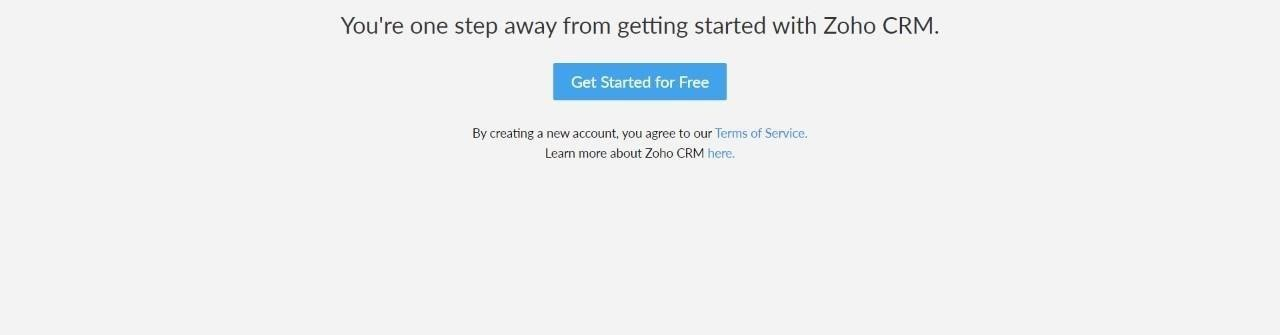 You're one step away from getting started with Zoho CRM.
Get Started for Free
By creating a new account, you agree to our Terms of Service.
Learn more about Zoho CRM here.